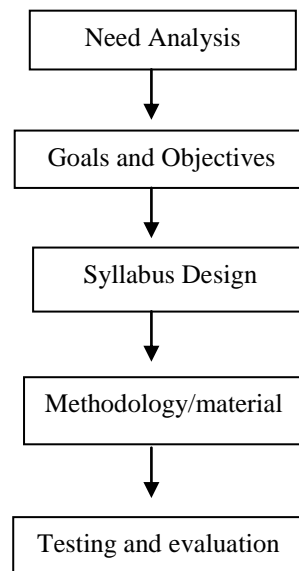 Need Analysis
Goals and Objectives
Syllabus Design
Methodology/material
Testing and evaluation